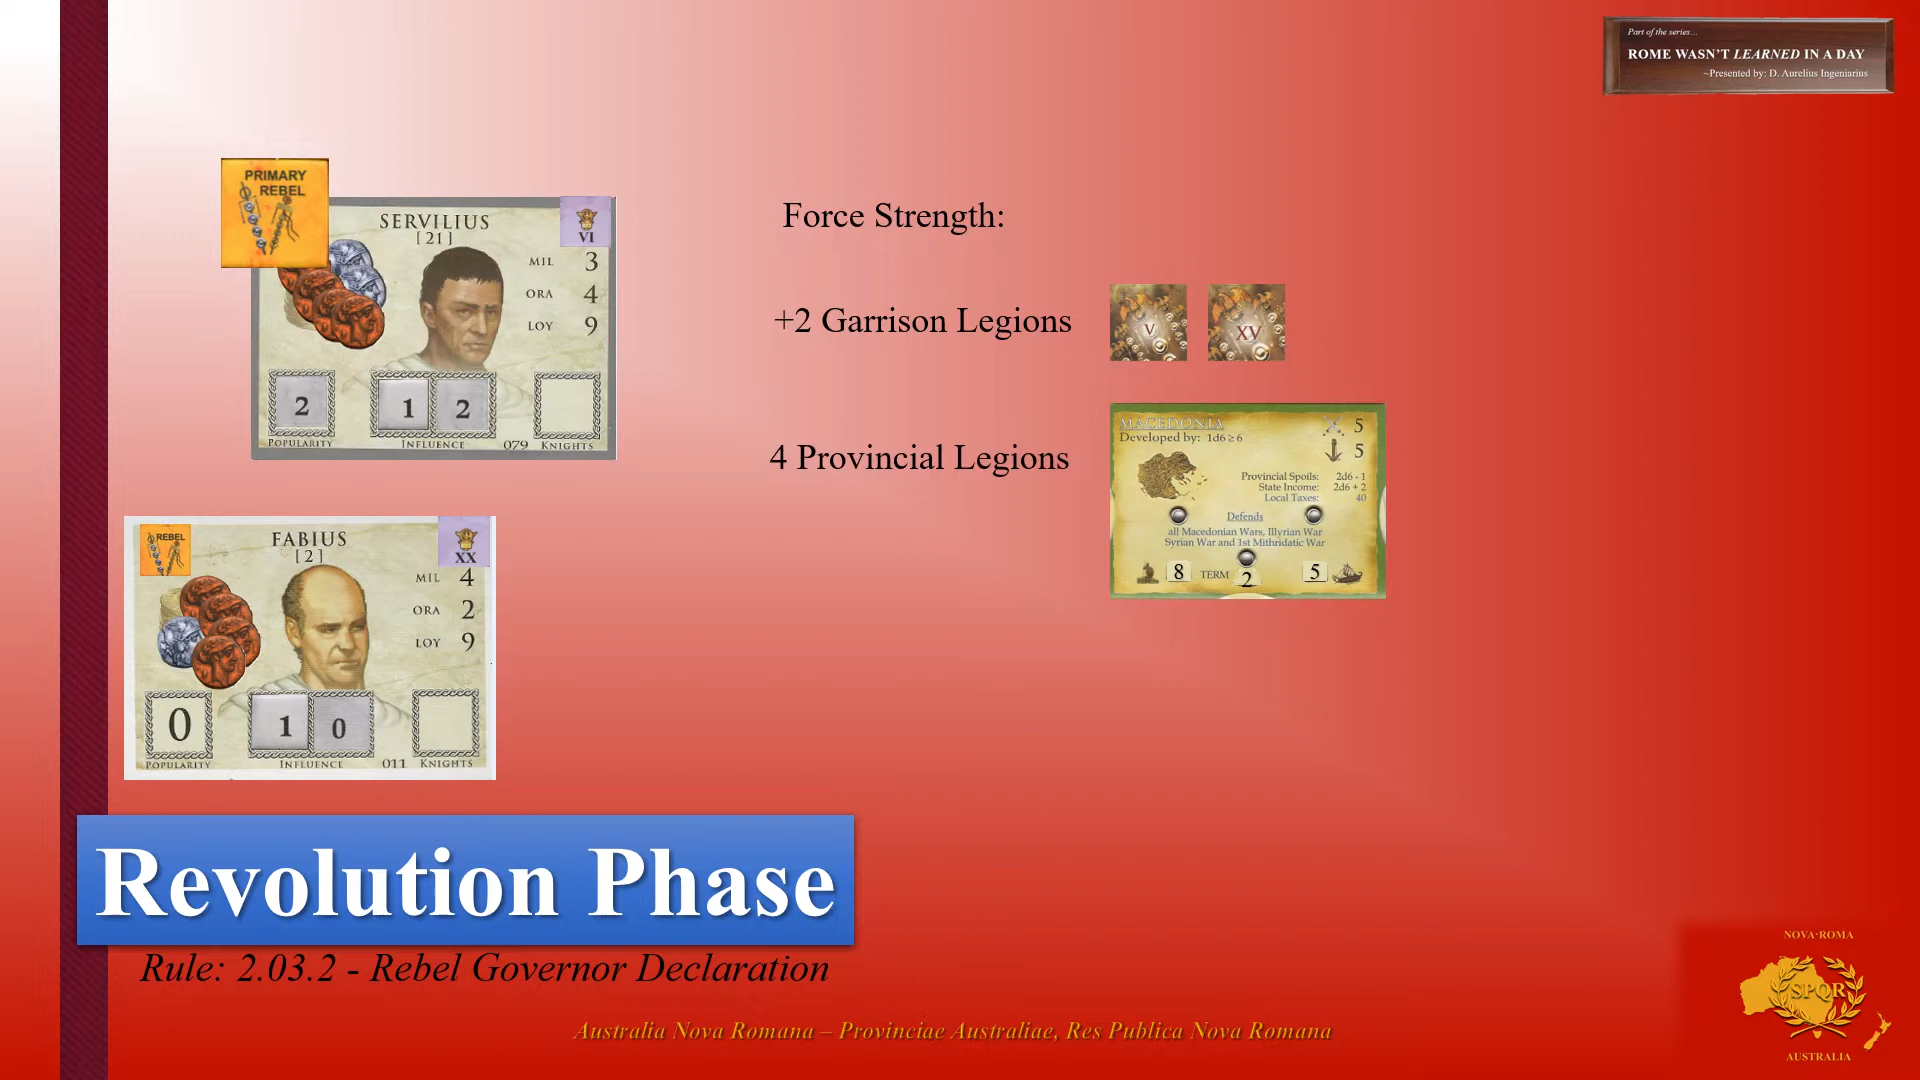 Part of the series...
ROME WASN'T LEARNED IN A DAY
~Presented by: D. Aurelius Ingeniarius
PRIMARY
REBEL
SERVILIUS
[21]
VI
MIL 3
ORA 4
LOY 9
2
1 2
POPULARITY INFLUENCE 079 KNIGHTS
Force Strength:
+2 Garrison Legions
V
XV
4 Provincial Legions
MACEDONIA
Developed by: 1d6 ≥ 6
5
5
Provincial Spoils: 2d6 - 1
State Income: 2d6 + 2
Local Taxes: 40
Defends
all Macedonian Wars, Illyrian War
Syrian War and 1st Mithridatic War
8 TERM 2 5
REBEL
FABIUS
[2]
XX
MIL 4
ORA 2
LOY 9
0
1 0
POPULARITY INFLUENCE 011 KNIGHTS
Revolution Phase
Rule: 2.03.2 - Rebel Governor Declaration
Australia Nova Romana – Provinciae Australiae, Res Publica Nova Romana
NOVA·ROMA
SPQR
AUSTRALIA